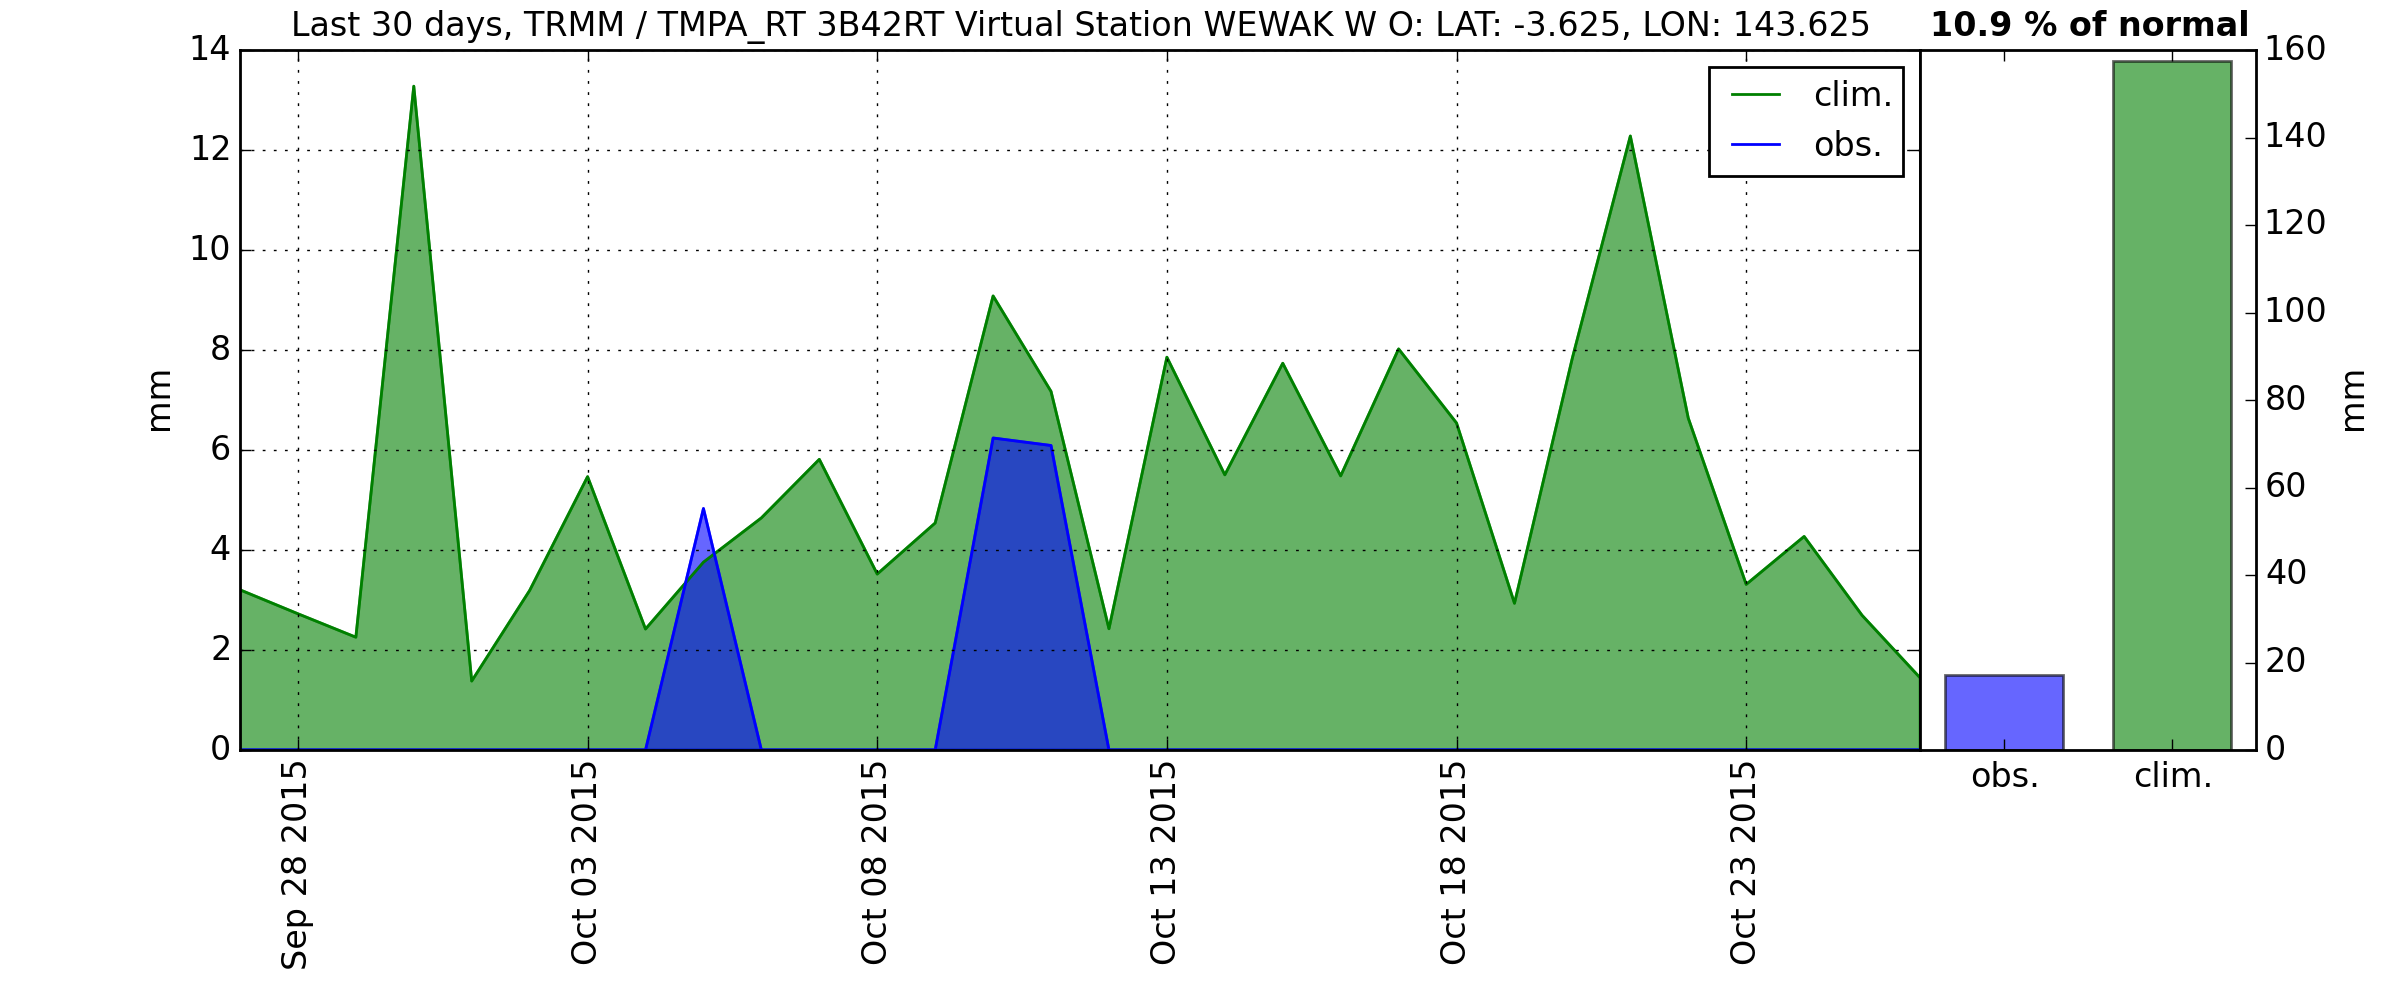 Last 30 days, TRMM / TMPA_RT 3B42RT Virtual Station WEWAK W O: LAT: -3.625, LON: 143.625
10.9 % of normal
14
12
10
8
6
4
2
0
mm
clim.
obs.
Sep 28 2015
Oct 03 2015
Oct 08 2015
Oct 13 2015
Oct 18 2015
Oct 23 2015
160
140
120
100
80
60
40
20
0
mm
obs.
clim.